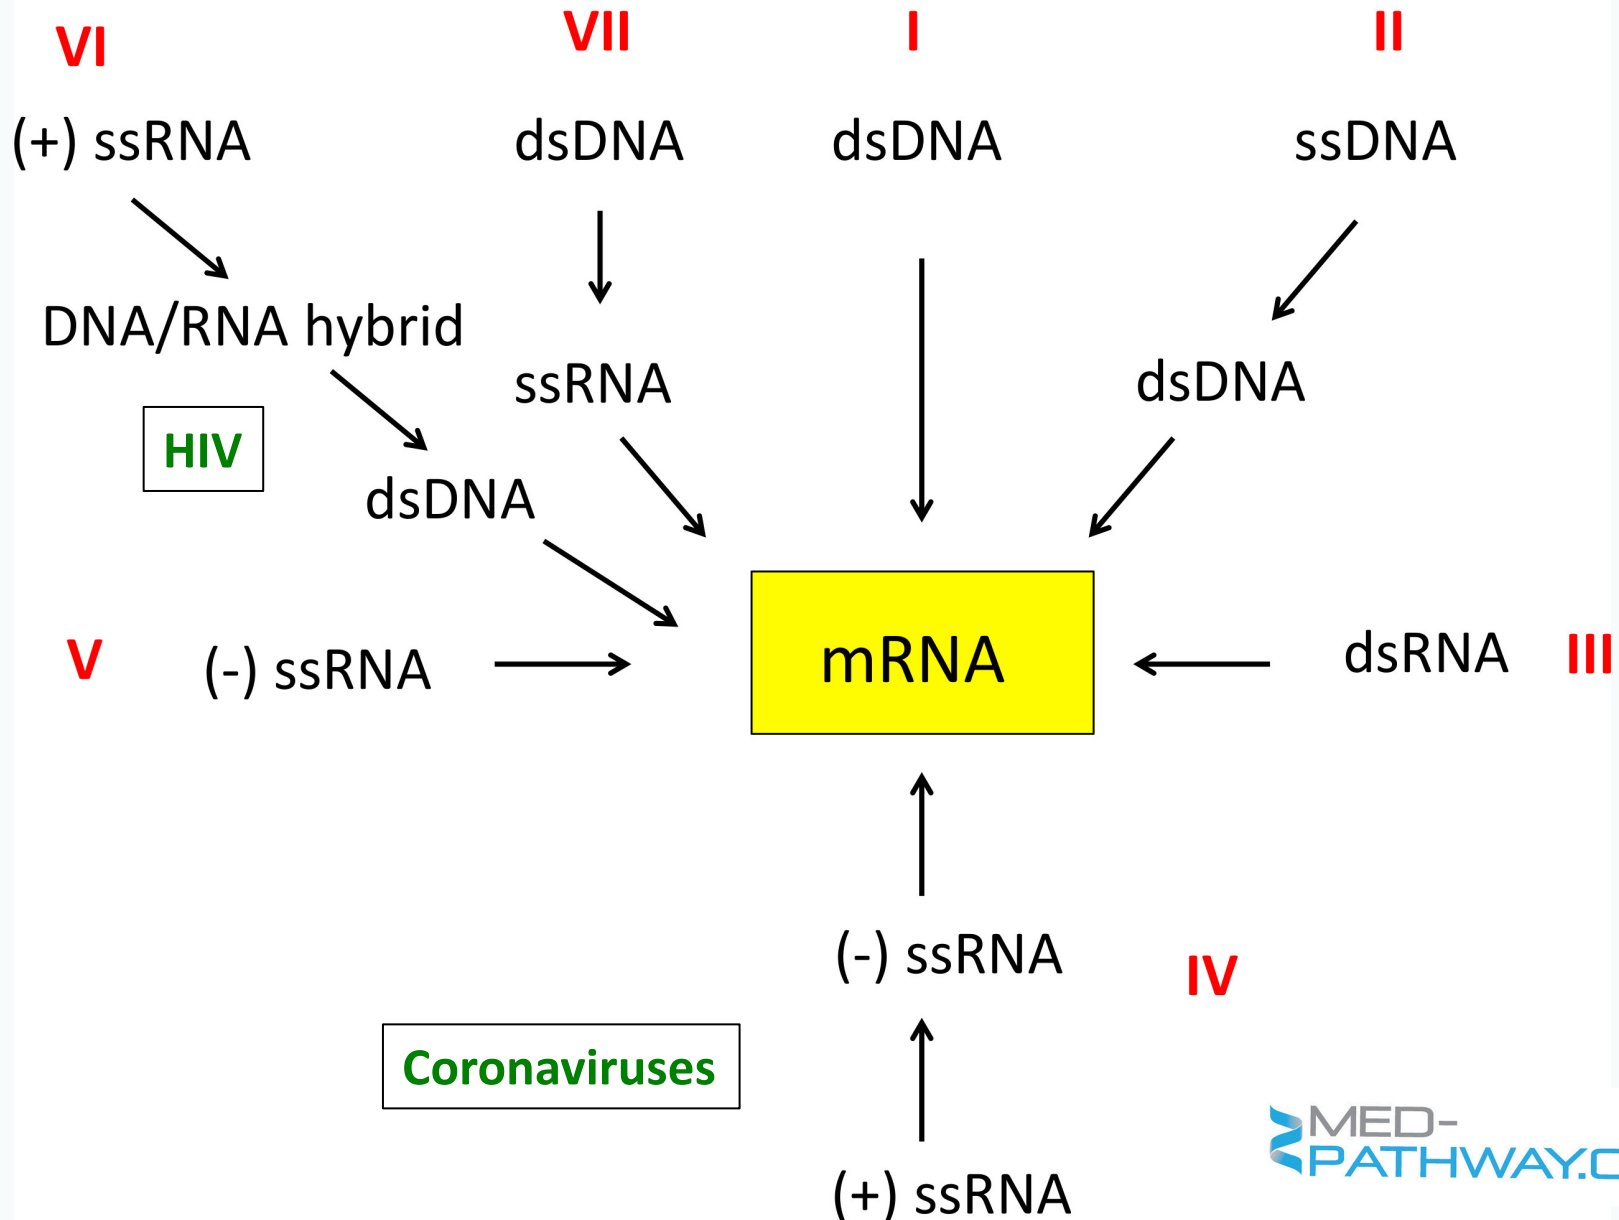 VI
VII
I
II
(+) ssRNA
dsDNA
dsDNA
ssDNA
DNA/RNA hybrid
ssRNA
dsDNA
HIV
dsDNA
V
(-) ssRNA
mRNA
dsRNA
III
(-) ssRNA
IV
Coronaviruses
(+) ssRNA
MED-
PATHWAY.C